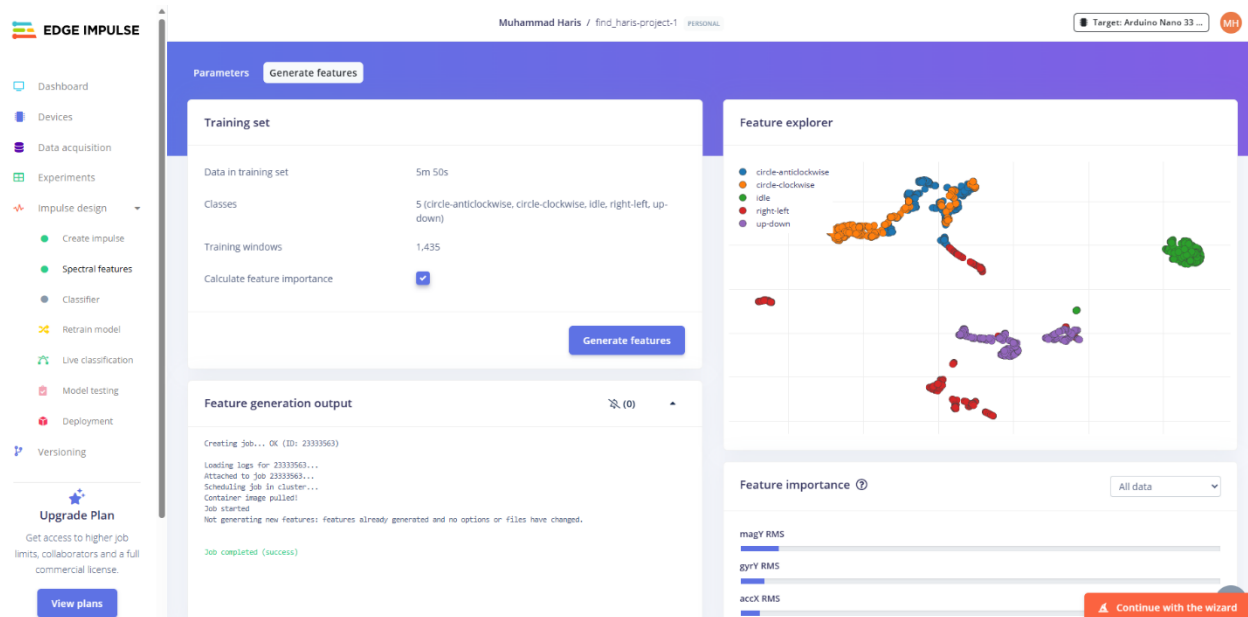 EDGE IMPULSE
Muhammad Haris / find_haris-project-1 PERSONAL
Target: Arduino Nano 33 ...
MH
Dashboard
Devices
Data acquisition
Experiments
Impulse design
Create impulse
Spectral features
Classifier
Retrain model
Live classification
Model testing
Deployment
Versioning
Upgrade Plan
Get access to higher job
limits, collaborators and a full
commercial license.
View plans
Parameters
Generate features
Training set
Data in training set 5m 50s
Classes 5 (circle-anticlockwise, circle-clockwise, idle, right-left, up-
down)
Training windows 1,435
Calculate feature importance
Generate features
Feature generation output (0)
Creating job... OK (ID: 23333563)
Loading logs for 23333563...
Attached to job 23333563...
Scheduling job in cluster...
Container image pulled!
Job started
Not generating new features: features already generated and no options or files have changed.
Job completed (success)
Feature explorer
circle-anticlockwise
circle-clockwise
idle
right-left
up-down
Feature importance ?
All data
magY RMS
gyrY RMS
accX RMS
Continue with the wizard